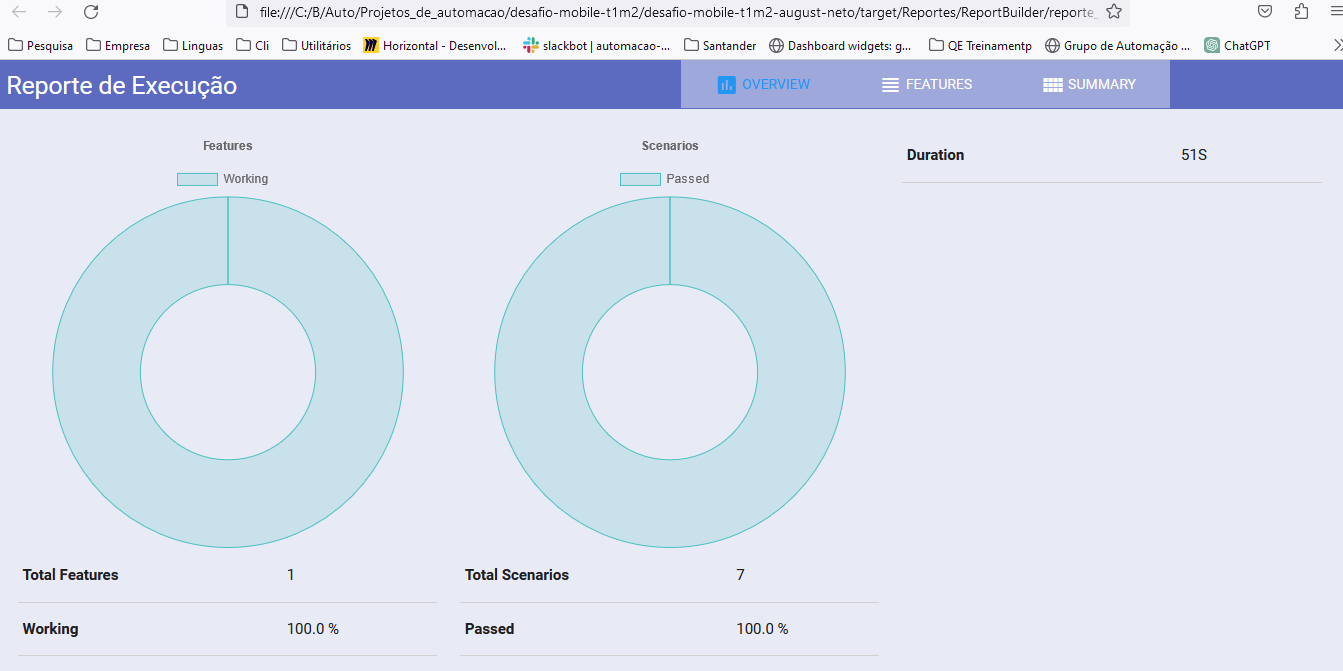 file:///C:/B/Auto/Projetos_de_automacao/desafio-mobile-t1m2/desafio-mobile-t1m2-august-neto/target/Reportes/ReportBuilder/reporte_
Pesquisa Empresa Linguas Cli Utilitários Horizontal - Desenvol... slackbot | automacao-... Santander Dashboard widgets: g... QE Treinamentp Grupo de Automação ... ChatGPT
Reporte de Execução OVERVIEW FEATURES SUMMARY
Features
Working
Total Features 1
Working 100.0 %
Scenarios
Passed
Total Scenarios 7
Passed 100.0 %
Duration 51S